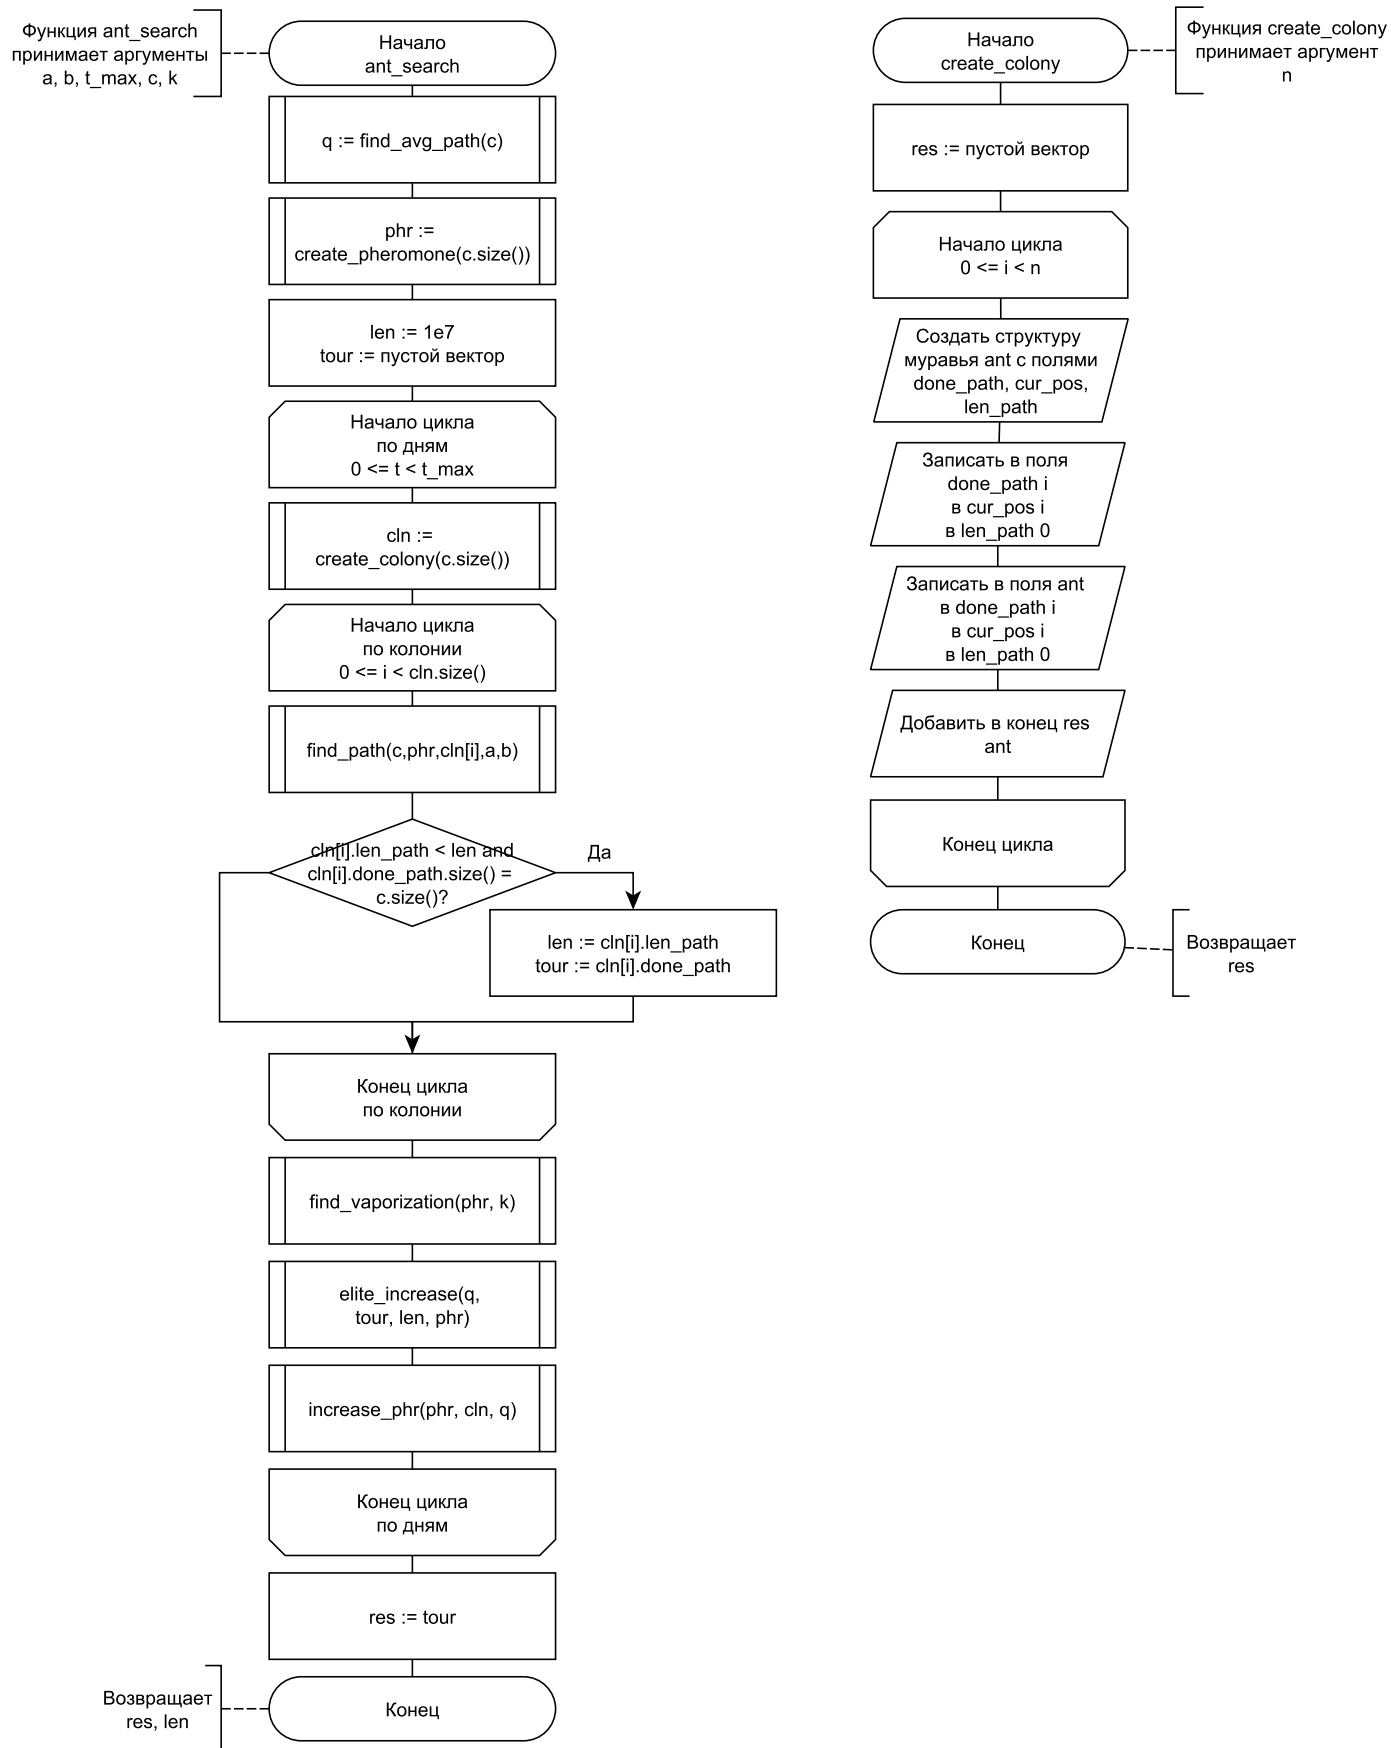 Функция ant_search
принимает аргументы
a, b, t_max, c, k
Начало
ant_search
q := find_avg_path(c)
phr :=
create_pheromone(c.size())
len := 1e7
tour := пустой вектор
Начало цикла
по дням
0 <= t < t_max
cln :=
create_colony(c.size())
Начало цикла
по колонии
0 <= i < cln.size()
find_path(c,phr,cln[i],a,b)
cln[i].len_path < len and
cln[i].done_path.size() =
c.size()?
Да
len := cln[i].len_path
tour := cln[i].done_path
Конец цикла
по колонии
find_vaporization(phr, k)
elite_increase(q,
tour, len, phr)
increase_phr(phr, cln, q)
Конец цикла
по дням
res := tour
Конец
Возвращает
res, len
Начало
create_colony
Функция create_colony
принимает аргумент
n
res := пустой вектор
Начало цикла
0 <= i < n
Создать структуру
муравья ant с полями
done_path, cur_pos,
len_path
Записать в поля
done_path i
в cur_pos i
в len_path 0
Записать в поля ant
в done_path i
в cur_pos i
в len_path 0
Добавить в конец res
ant
Конец цикла
Конец
Возвращает
res